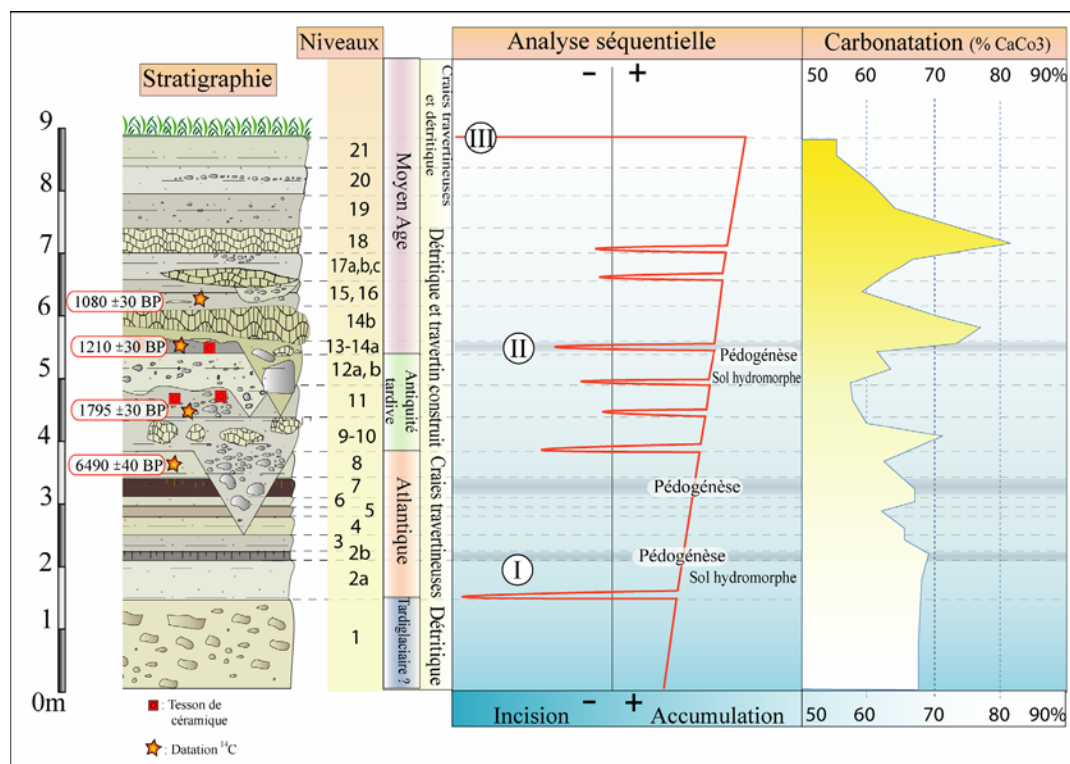 Niveaux
Analyse séquentielle
Carbonatation (% CaCo3)
Stratigraphie
- +
50 60 70 80 90%
Craies travertineuses
et détritique
Détritique et travertin construit
Craies travertineuses
Détritique
Moyen Age
Antiquité
tardive
Atlantique
Tardiglaciaire ?
9
8
7
6
5
4
3
2
1
0m
21
20
19
18
17a,b,c
15, 16
14b
13-14a
12a, b
11
9-10
8
7
6
5
4
3
2b
2a
1
1080 ±30 BP
1210 ±30 BP
1795 ±30 BP
6490 ±40 BP
III
II
Pédogénèse
Sol hydromorphe
Pédogénèse
Pédogénèse
I
Sol hydromorphe
- +
Incision Accumulation
50 60 70 80 90%
: Tesson de
céramique
: Datation ¹⁴C